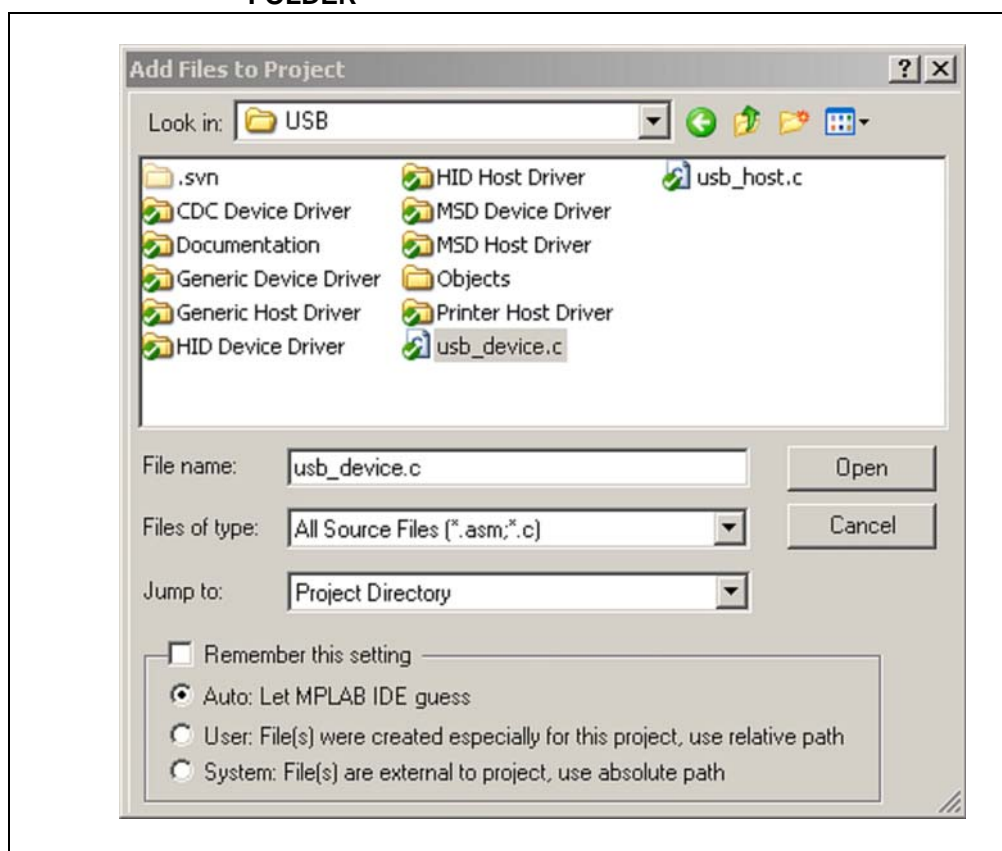 FOLDER
Add Files to Project
Look in: USB
.svn
CDC Device Driver
Documentation
Generic Device Driver
Generic Host Driver
HID Device Driver
HID Host Driver
MSD Device Driver
MSD Host Driver
Objects
Printer Host Driver
usb_device.c
usb_host.c
File name: usb_device.c Open
Files of type: All Source Files (*.asm;*.c) Cancel
Jump to: Project Directory
Remember this setting
Auto: Let MPLAB IDE guess
User: File(s) were created especially for this project, use relative path
System: File(s) are external to project, use absolute path